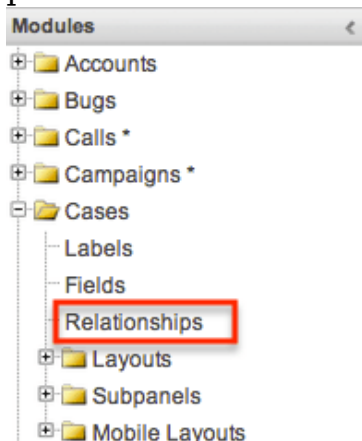 Modules
Accounts
Bugs
Calls *
Campaigns *
Cases
Labels
Fields
Relationships
Layouts
Subpanels
Mobile Layouts